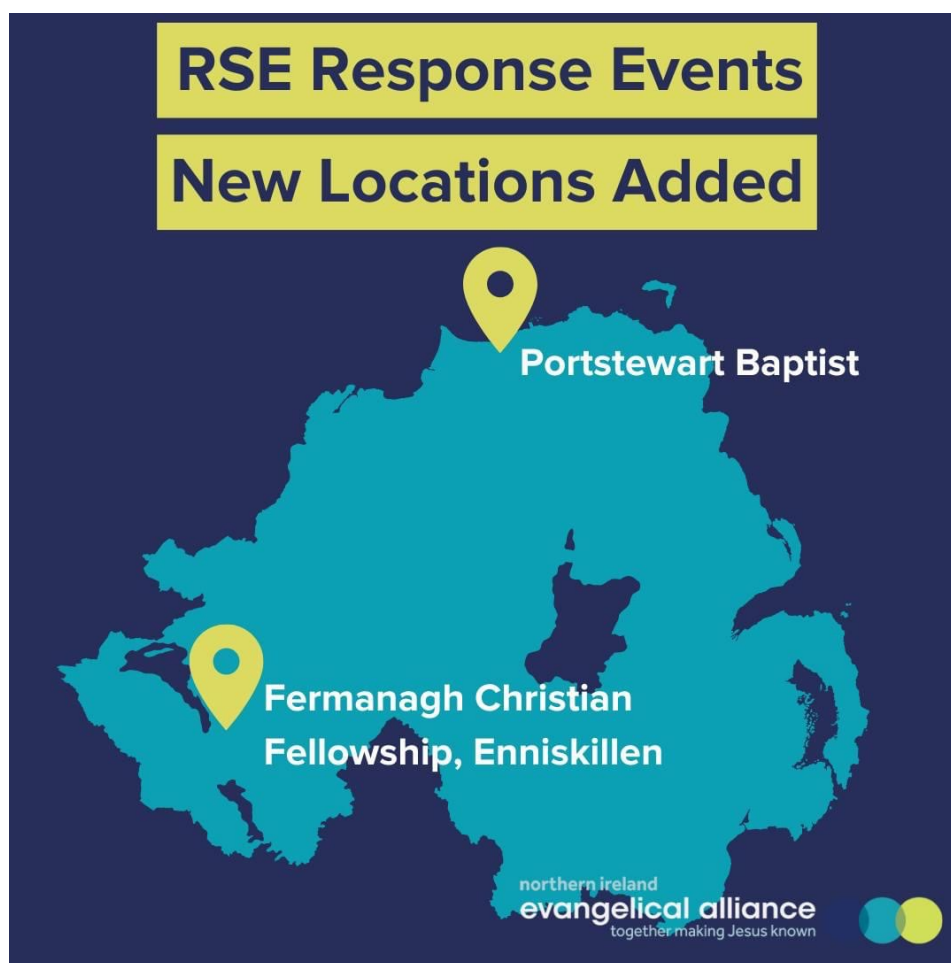 RSE Response Events
New Locations Added
Portstewart Baptist
Fermanagh Christian
Fellowship, Enniskillen
northern ireland
evangelical alliance
together making Jesus known